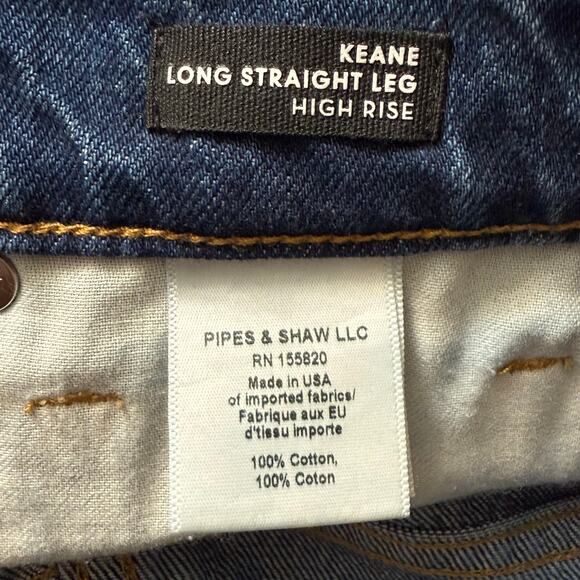 KEANE
LONG STRAIGHT LEG
HIGH RISE
PIPES & SHAW LLC
RN 155820
Made in USA
of imported fabrics/
Fabrique aux EU
d'tissu importe
100% Cotton,
100% Coton